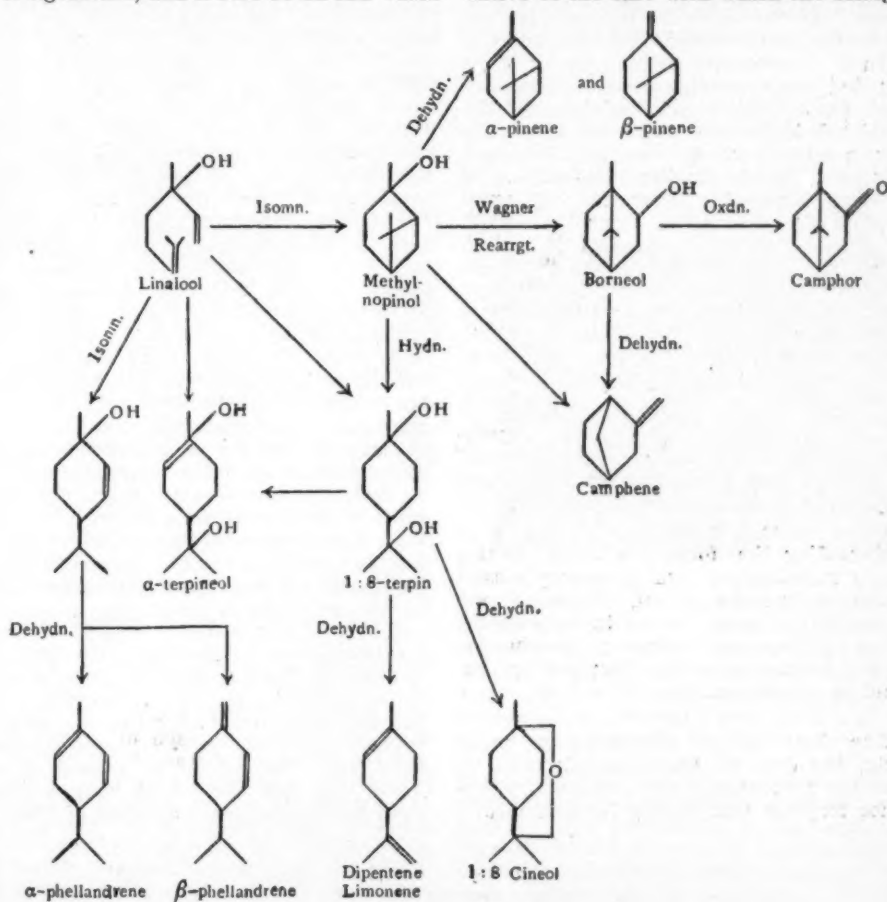 Dehydn.
and
α-pinene
β-pinene
OH
OH
OH
O
Isomn.
Wagner
Rearrgt.
Oxdn.
Linalool
Methyl-
nopinol
Borneol
Camphor
Isomn.
Hydn.
Dehydn.
OH
OH
OH
Camphene
OH
OH
α-terpineol
1:8-terpin
Dehydn.
Dehydn.
Dehydn.
O
α-phellandrene
β-phellandrene
Dipentene
Limonene
1:8 Cineol